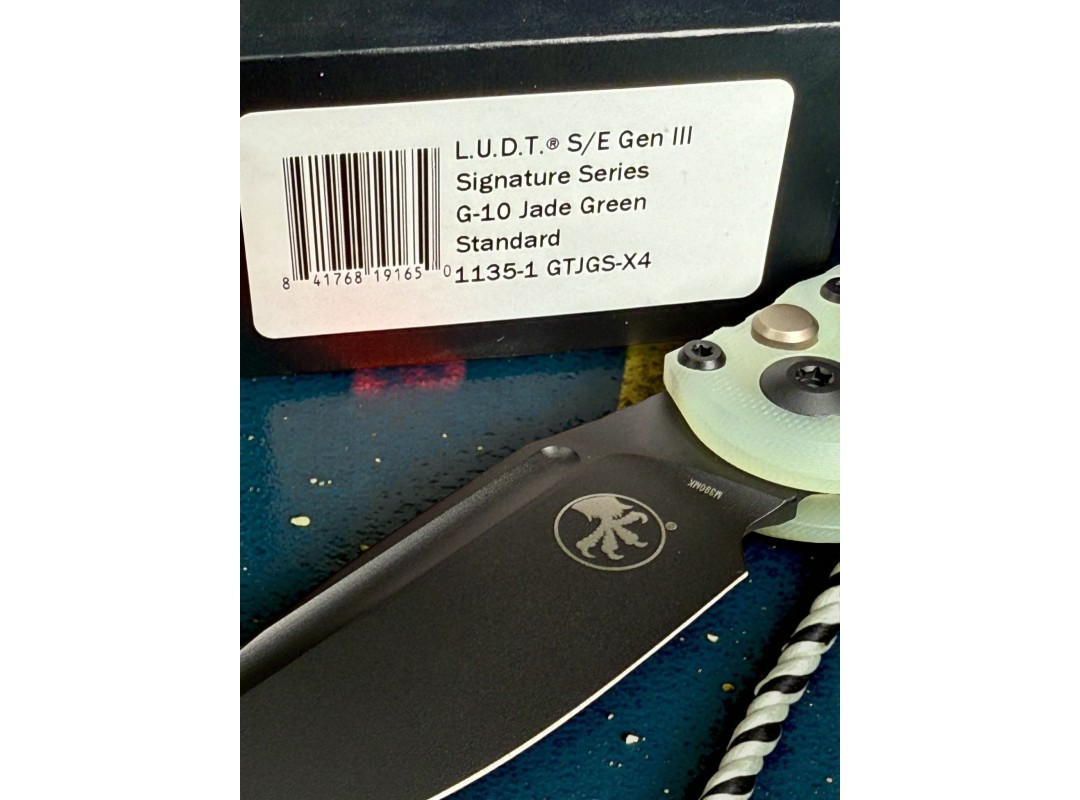 L.U.D.T.® S/E Gen III
Signature Series
G-10 Jade Green
Standard
1135-1 GTJGS-X4
8 41768 19165 0
M390MK
®